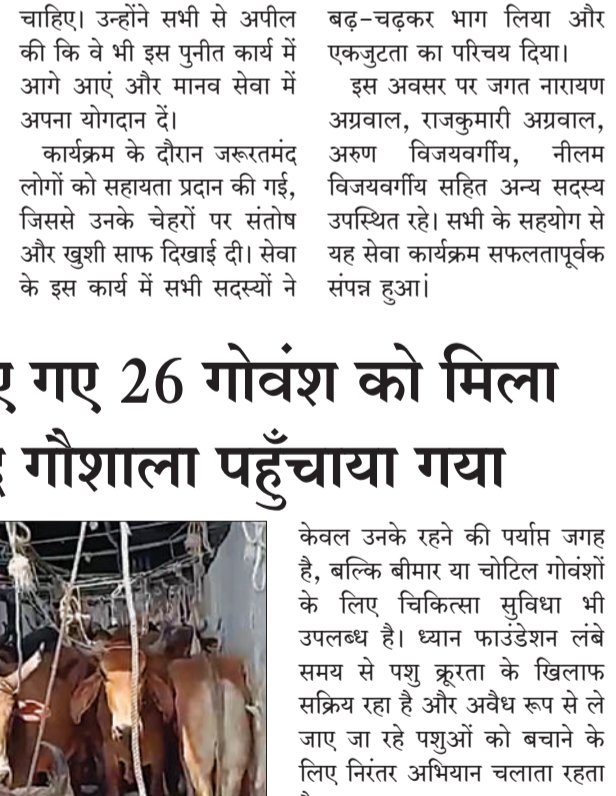 चाहिए। उन्होंने सभी से अपील
की कि वे भी इस पुनीत कार्य में
आगे आएं और मानव सेवा में
अपना योगदान दें।
कार्यक्रम के दौरान जरूरतमंद
लोगों को सहायता प्रदान की गई,
जिससे उनके चेहरों पर संतोष
और खुशी साफ दिखाई दी। सेवा
के इस कार्य में सभी सदस्यों ने
बढ़-चढ़कर भाग लिया और
एकजुटता का परिचय दिया।
इस अवसर पर जगत नारायण
अग्रवाल, राजकुमारी अग्रवाल,
अरुण विजयवर्गीय, नीलम
विजयवर्गीय सहित अन्य सदस्य
उपस्थित रहे। सभी के सहयोग से
यह सेवा कार्यक्रम सफलतापूर्वक
संपन्न हुआ।
गए 26 गोवंश को मिला
गौशाला पहुँचाया गया
केवल उनके रहने की पर्याप्त जगह
है, बल्कि बीमार या चोटिल गोवंशों
के लिए चिकित्सा सुविधा भी
उपलब्ध है। ध्यान फाउंडेशन लंबे
समय से पशु क्रूरता के खिलाफ
सक्रिय रहा है और अवैध रूप से ले
जाए जा रहे पशुओं को बचाने के
लिए निरंतर अभियान चलाता रहता